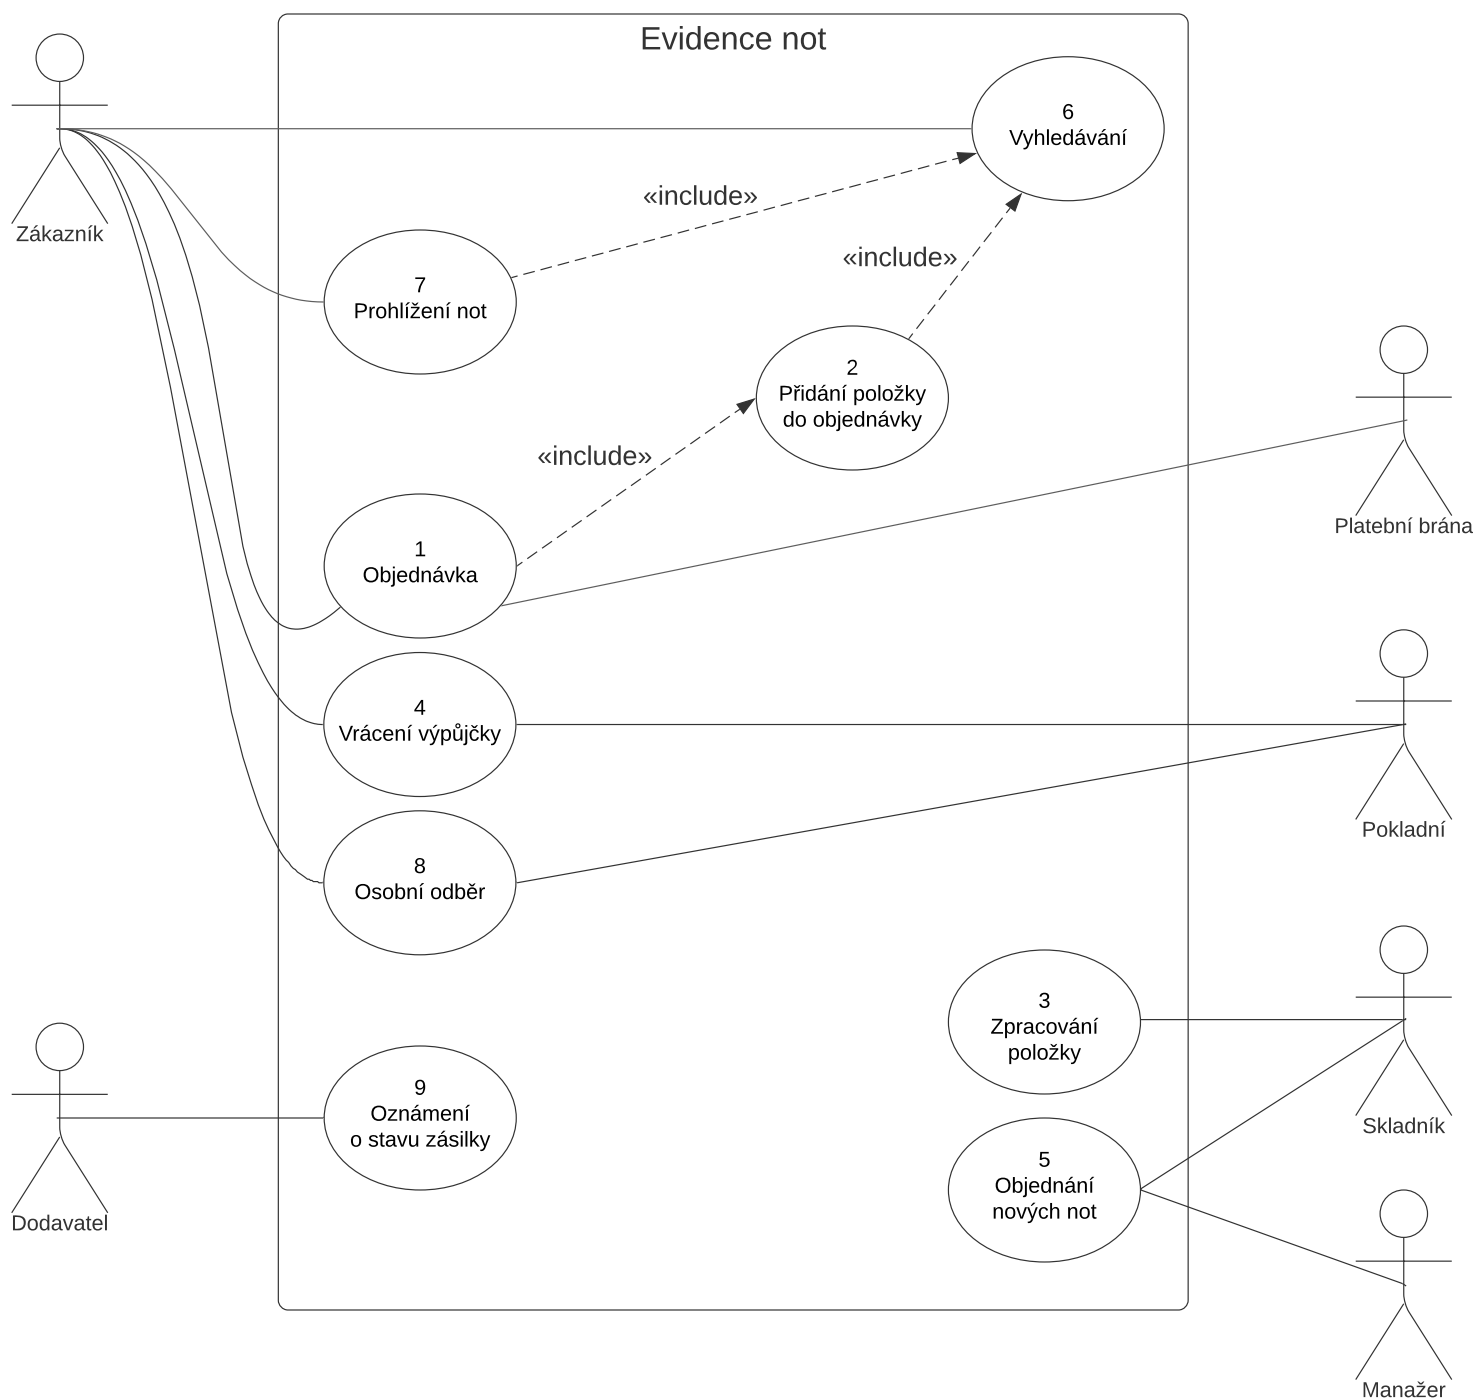 Evidence not
6
Vyhledávání
«include»
Zákazník
«include»
7
Prohlížení not
2
Přidání položky
do objednávky
«include»
Platební brána
1
Objednávka
4
Vrácení výpůjčky
Pokladní
8
Osobní odběr
3
Zpracování
položky
9
Oznámení
o stavu zásilky
Skladník
5
Objednání
nových not
Dodavatel
Manažer